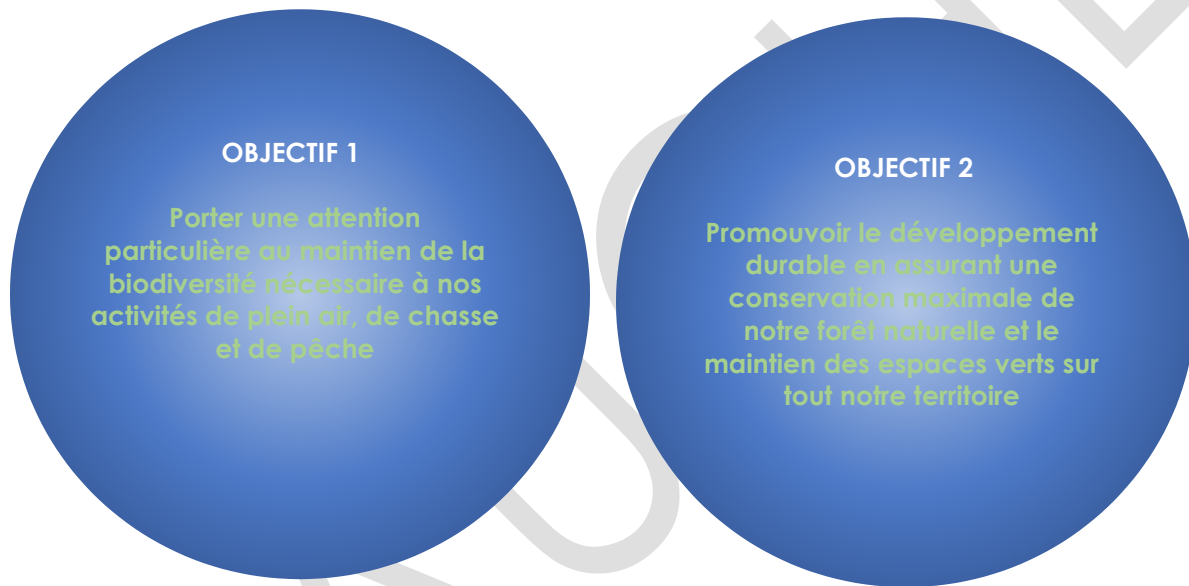 OBJECTIF 1
Porter une attention
particulière au maintien de la
biodiversité nécessaire à nos
activités de plein air, de chasse
et de pêche
OBJECTIF 2
Promouvoir le développement
durable en assurant une
conservation maximale de
notre forêt naturelle et le
maintien des espaces verts sur
tout notre territoire